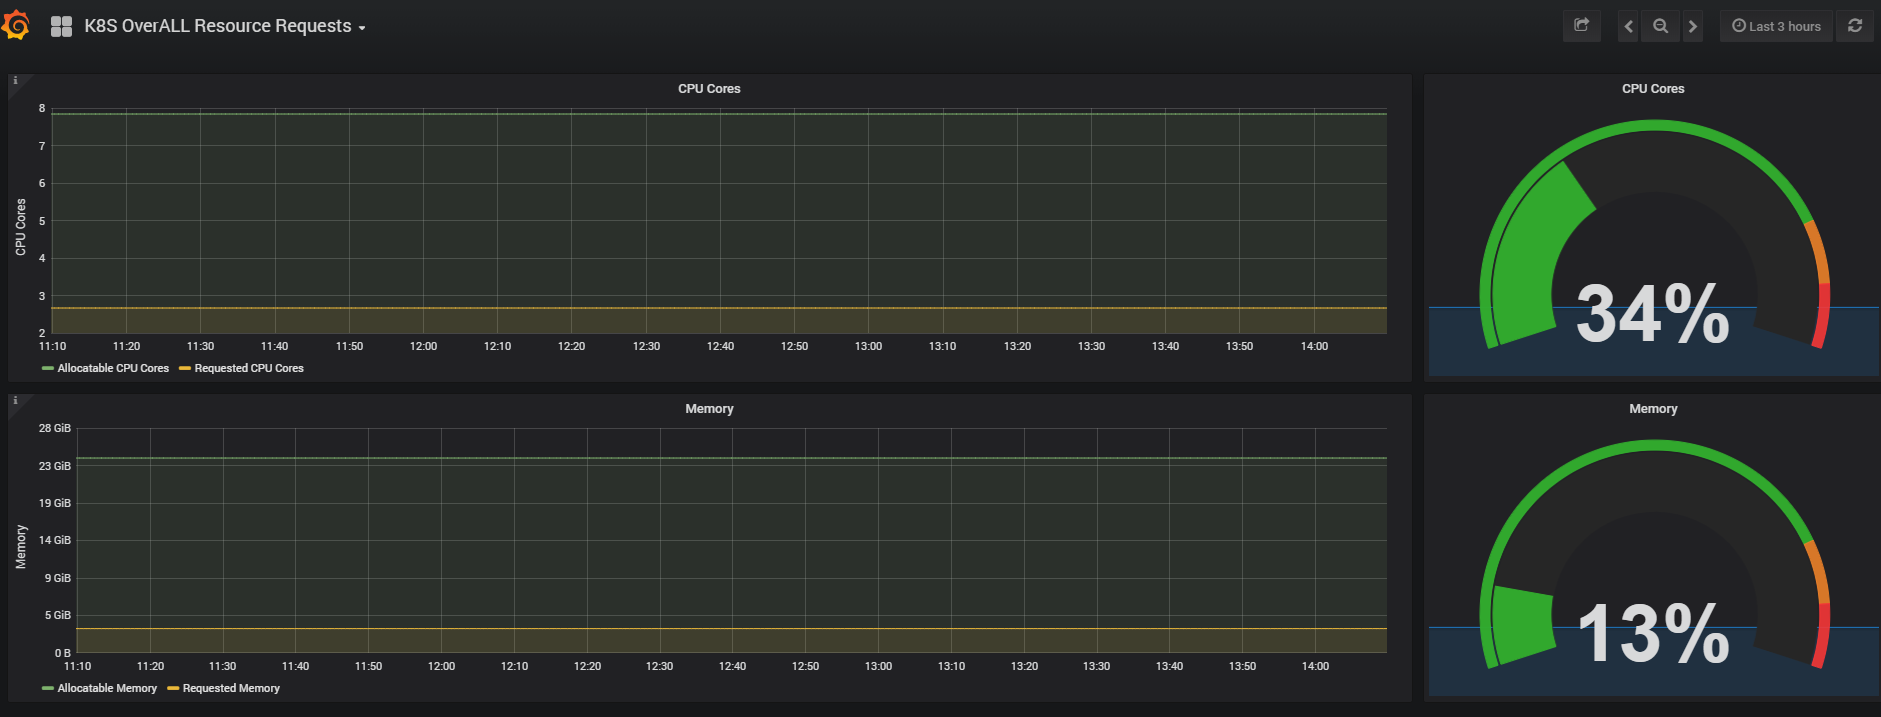 K8S OverALL Resource Requests
Last 3 hours
CPU Cores
CPU Cores
8
7
6
5
4
3
2
11:10 11:20 11:30 11:40 11:50 12:00 12:10 12:20 12:30 12:40 12:50 13:00 13:10 13:20 13:30 13:40 13:50 14:00
Allocatable CPU Cores Requested CPU Cores
CPU Cores
34%
Memory
Memory
28 GiB
23 GiB
19 GiB
14 GiB
9 GiB
5 GiB
0 B
11:10 11:20 11:30 11:40 11:50 12:00 12:10 12:20 12:30 12:40 12:50 13:00 13:10 13:20 13:30 13:40 13:50 14:00
Allocatable Memory Requested Memory
Memory
13%